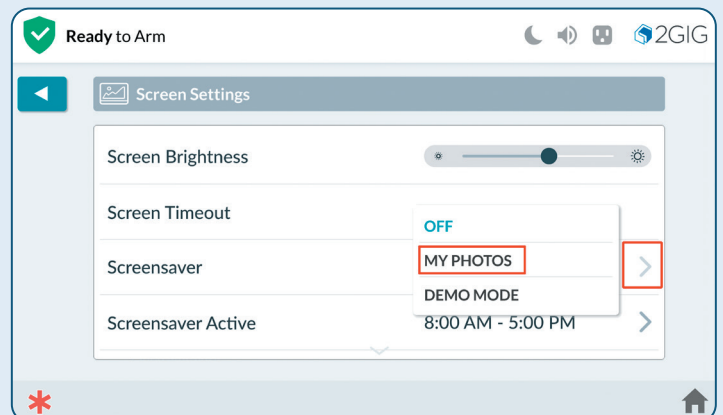 Ready to Arm
2GIG
Screen Settings
Screen Brightness
Screen Timeout
OFF
Screensaver
MY PHOTOS
DEMO MODE
Screensaver Active
8:00 AM - 5:00 PM